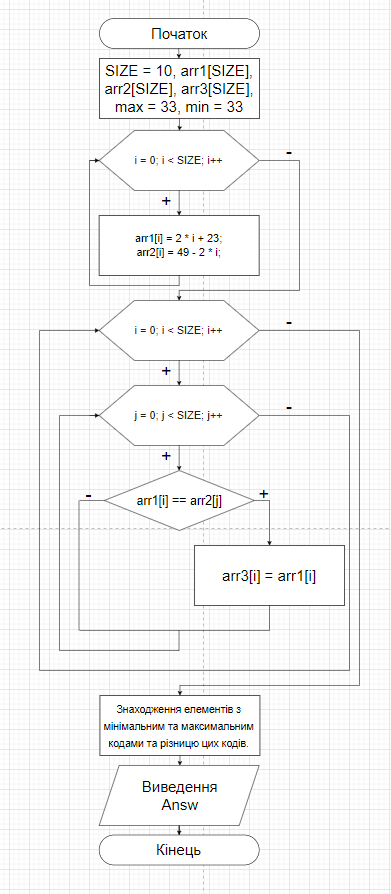 Початок
SIZE = 10, arr1[SIZE],
arr2[SIZE], arr3[SIZE],
max = 33, min = 33
i = 0; i < SIZE; i++
-
+
arr1[i] = 2 * i + 23;
arr2[i] = 49 - 2 * i;
i = 0; i < SIZE; i++
-
+
j = 0; j < SIZE; j++
-
+
arr1[i] == arr2[j]
-
+
arr3[i] = arr1[i]
Знаходження елементів з
мінімальним та максимальним
кодами та різницю цих кодів.
Виведення
Answ
Кінець